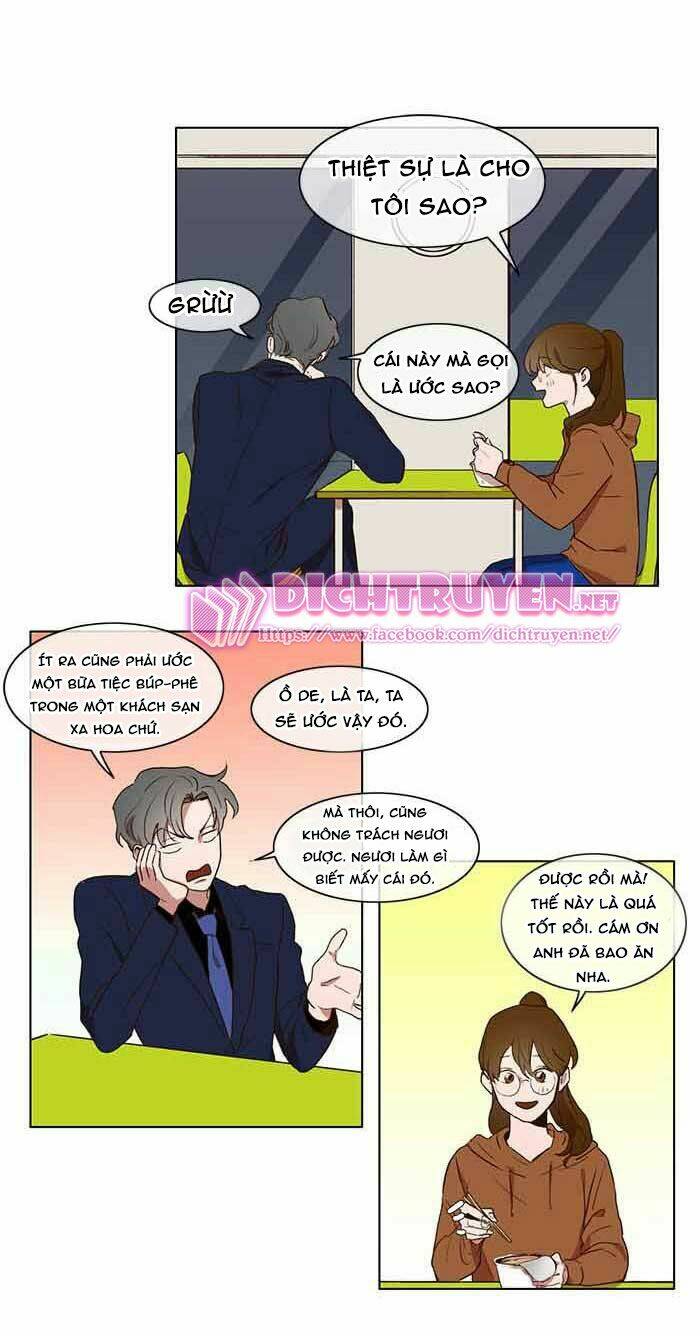 THIỆT SỰ LÀ CHO
TÔI SAO?
GRỪỪ
CÁI NÀY MÀ GỌI
LÀ ƯỚC SAO?
DICHTRUYEN.NET
Https://www.facebook.com/dichtruyen.net/
ÍT RA CŨNG PHẢI ƯỚC
MỘT BỮA TIỆC BÚP-PHÊ
TRONG MỘT KHÁCH SẠN
XA HOA CHỨ.
Ồ DE, LÀ TA, TA
SẼ ƯỚC VẬY ĐÓ.
MÀ THÔI, CŨNG
KHÔNG TRÁCH NGƯƠI
ĐƯỢC. NGƯƠI LÀM GÌ
BIẾT MẤY CÁI ĐÓ.
ĐƯỢC RỒI MÀ!
THẾ NÀY LÀ QUÁ
TỐT RỒI. CÁM ƠN
ANH ĐÃ BAO ĂN
NHA.